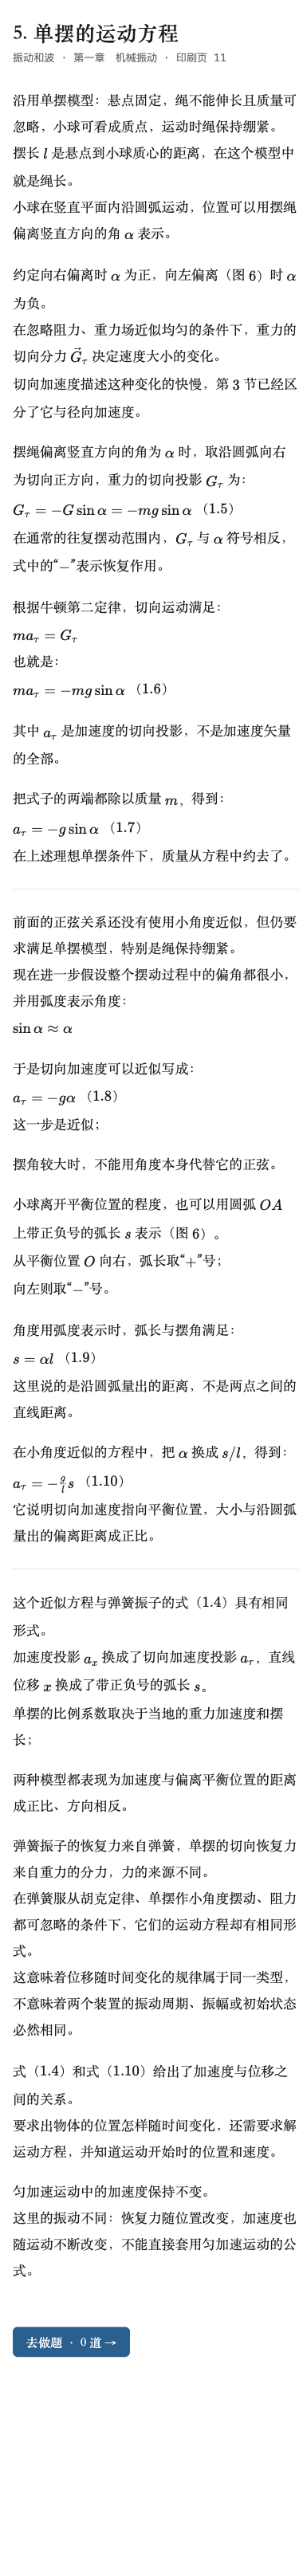 5. 单摆的运动方程
振动和波 · 第一章 机械振动 · 印刷页 11
沿用单摆模型：悬点固定，绳不能伸长且质量可
忽略，小球可看成质点，运动时绳保持绷紧。
摆长 l 是悬点到小球质心的距离，在这个模型中
就是绳长。
小球在竖直平面内沿圆弧运动，位置可以用摆绳
偏离竖直方向的角 α 表示。
约定向右偏离时 α 为正，向左偏离（图 6）时 α
为负。
在忽略阻力、重力场近似均匀的条件下，重力的
切向分力 G⃗τ 决定速度大小的变化。
切向加速度描述这种变化的快慢，第 3 节已经区
分了它与径向加速度。
摆绳偏离竖直方向的角为 α 时，取沿圆弧向右
为切向正方向，重力的切向投影 Gτ 为：
Gτ = −G sin α = −mg sin α （1.5）
在通常的往复摆动范围内，Gτ 与 α 符号相反，
式中的“−”表示恢复作用。
根据牛顿第二定律，切向运动满足：
maτ = Gτ
也就是：
maτ = −mg sin α （1.6）
其中 aτ 是加速度的切向投影，不是加速度矢量
的全部。
把式子的两端都除以质量 m，得到：
aτ = −g sin α （1.7）
在上述理想单摆条件下，质量从方程中约去了。
前面的正弦关系还没有使用小角度近似，但仍要
求满足单摆模型，特别是绳保持绷紧。
现在进一步假设整个摆动过程中的偏角都很小，
并用弧度表示角度：
sin α ≈ α
于是切向加速度可以近似写成：
aτ = −gα （1.8）
这一步是近似；
摆角较大时，不能用角度本身代替它的正弦。
小球离开平衡位置的程度，也可以用圆弧 OA
上带正负号的弧长 s 表示（图 6）。
从平衡位置 O 向右，弧长取“+”号；
向左则取“−”号。
角度用弧度表示时，弧长与摆角满足：
s = αl （1.9）
这里说的是沿圆弧量出的距离，不是两点之间的
直线距离。
在小角度近似的方程中，把 α 换成 s/l，得到：
aτ = −g/l s （1.10）
它说明切向加速度指向平衡位置，大小与沿圆弧
量出的偏离距离成正比。
这个近似方程与弹簧振子的式（1.4）具有相同
形式。
加速度投影 ax 换成了切向加速度投影 aτ，直线
位移 x 换成了带正负号的弧长 s。
单摆的比例系数取决于当地的重力加速度和摆
长；
两种模型都表现为加速度与偏离平衡位置的距离
成正比、方向相反。
弹簧振子的恢复力来自弹簧，单摆的切向恢复力
来自重力的分力，力的来源不同。
在弹簧服从胡克定律、单摆作小角度摆动、阻力
都可忽略的条件下，它们的运动方程却有相同形
式。
这意味着位移随时间变化的规律属于同一类型，
不意味着两个装置的振动周期、振幅或初始状态
必然相同。
式（1.4）和式（1.10）给出了加速度与位移之
间的关系。
要求出物体的位置怎样随时间变化，还需要求解
运动方程，并知道运动开始时的位置和速度。
匀加速运动中的加速度保持不变。
这里的振动不同：恢复力随位置改变，加速度也
随运动不断改变，不能直接套用匀加速运动的公
式。
去做题 · 0 道 →